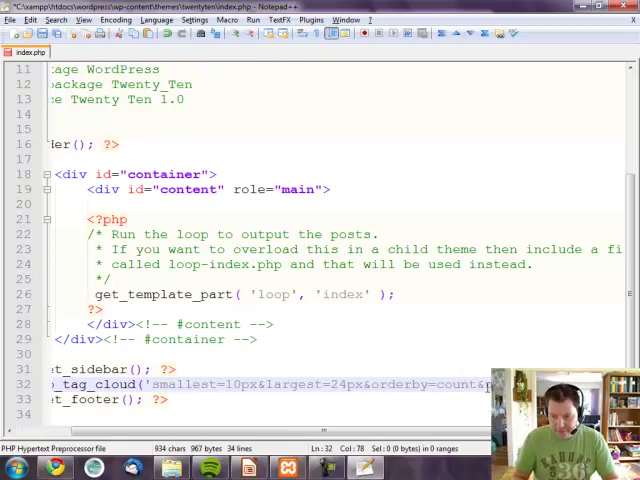 *C:\xampp\htdocs\wordpress\wp-content\themes\twentyten\index.php - Notepad++
File Edit Search View Encoding Language Settings Macro Run TextFX Plugins Window ?
index.php
11 tage WordPress
12 package Twenty_Ten
13 ce Twenty Ten 1.0
14
15
16 der(); ?>
17
18 <div id="container">
19 <div id="content" role="main">
20
21 <?php
22 /* Run the loop to output the posts.
23 * If you want to overload this in a child theme then include a fi
24 * called loop-index.php and that will be used instead.
25 */
26 get_template_part( 'loop', 'index' );
27 ?>
28 </div><!-- #content -->
29 </div><!-- #container -->
30
31 et_sidebar(); ?>
32 p_tag_cloud('smallest=10px&largest=24px&orderby=count&
33 et_footer(); ?>
34
PHP Hypertext Preprocessor file 934 chars 967 bytes 34 lines Ln : 32 Col : 78 Sel : 0 (0 bytes) in 0 ranges